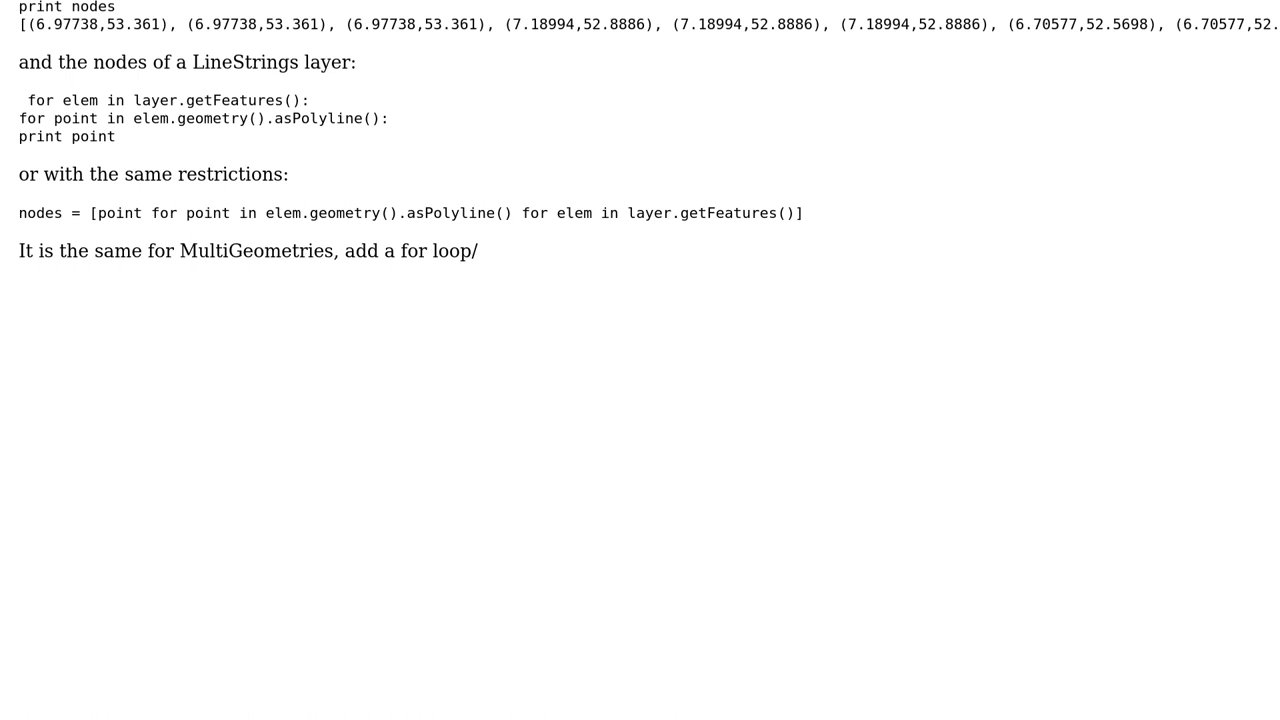 print nodes
[(6.97738,53.361), (6.97738,53.361), (6.97738,53.361), (7.18994,52.8886), (7.18994,52.8886), (7.18994,52.8886), (6.70577,52.5698), (6.70577,52.
and the nodes of a LineStrings layer:
for elem in layer.getFeatures():
for point in elem.geometry().asPolyline():
print point
or with the same restrictions:
nodes = [point for point in elem.geometry().asPolyline() for elem in layer.getFeatures()]
It is the same for MultiGeometries, add a for loop/